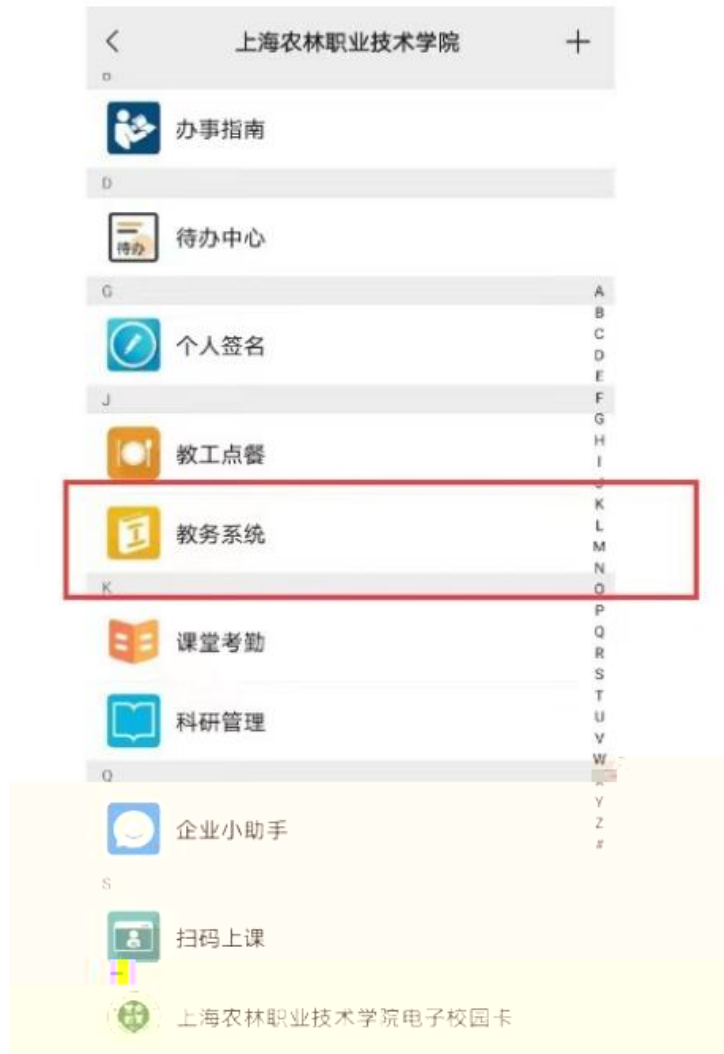 上海农林职业技术学院
办事指南
D
待办中心
待办
G
个人签名
J
教工点餐
教务系统
K
课堂考勤
科研管理
Q
企业小助手
S
扫码上课
上海农林职业技术学院电子校园卡
A
B
C
D
E
F
G
H
I
J
K
L
M
N
O
P
Q
R
S
T
U
V
W
Y
Z
#